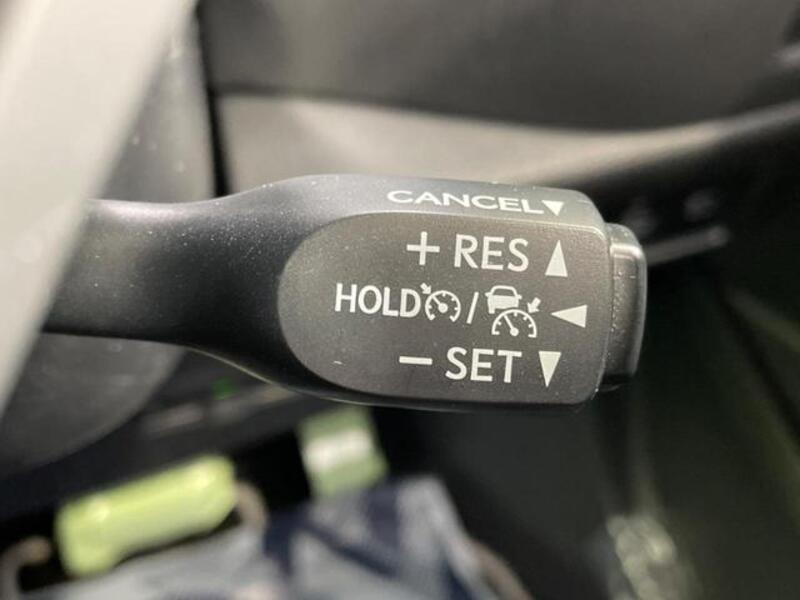 CANCEL▼
+ RES ▲
HOLD / ◀
− SET ▼